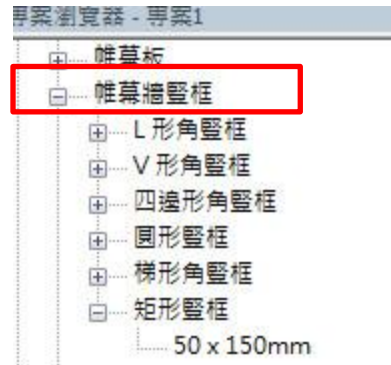 專案瀏覽器 - 專案1
帷幕板
帷幕牆豎框
L 形角豎框
V 形角豎框
四邊形角豎框
圓形豎框
梯形角豎框
矩形豎框
50 x 150mm